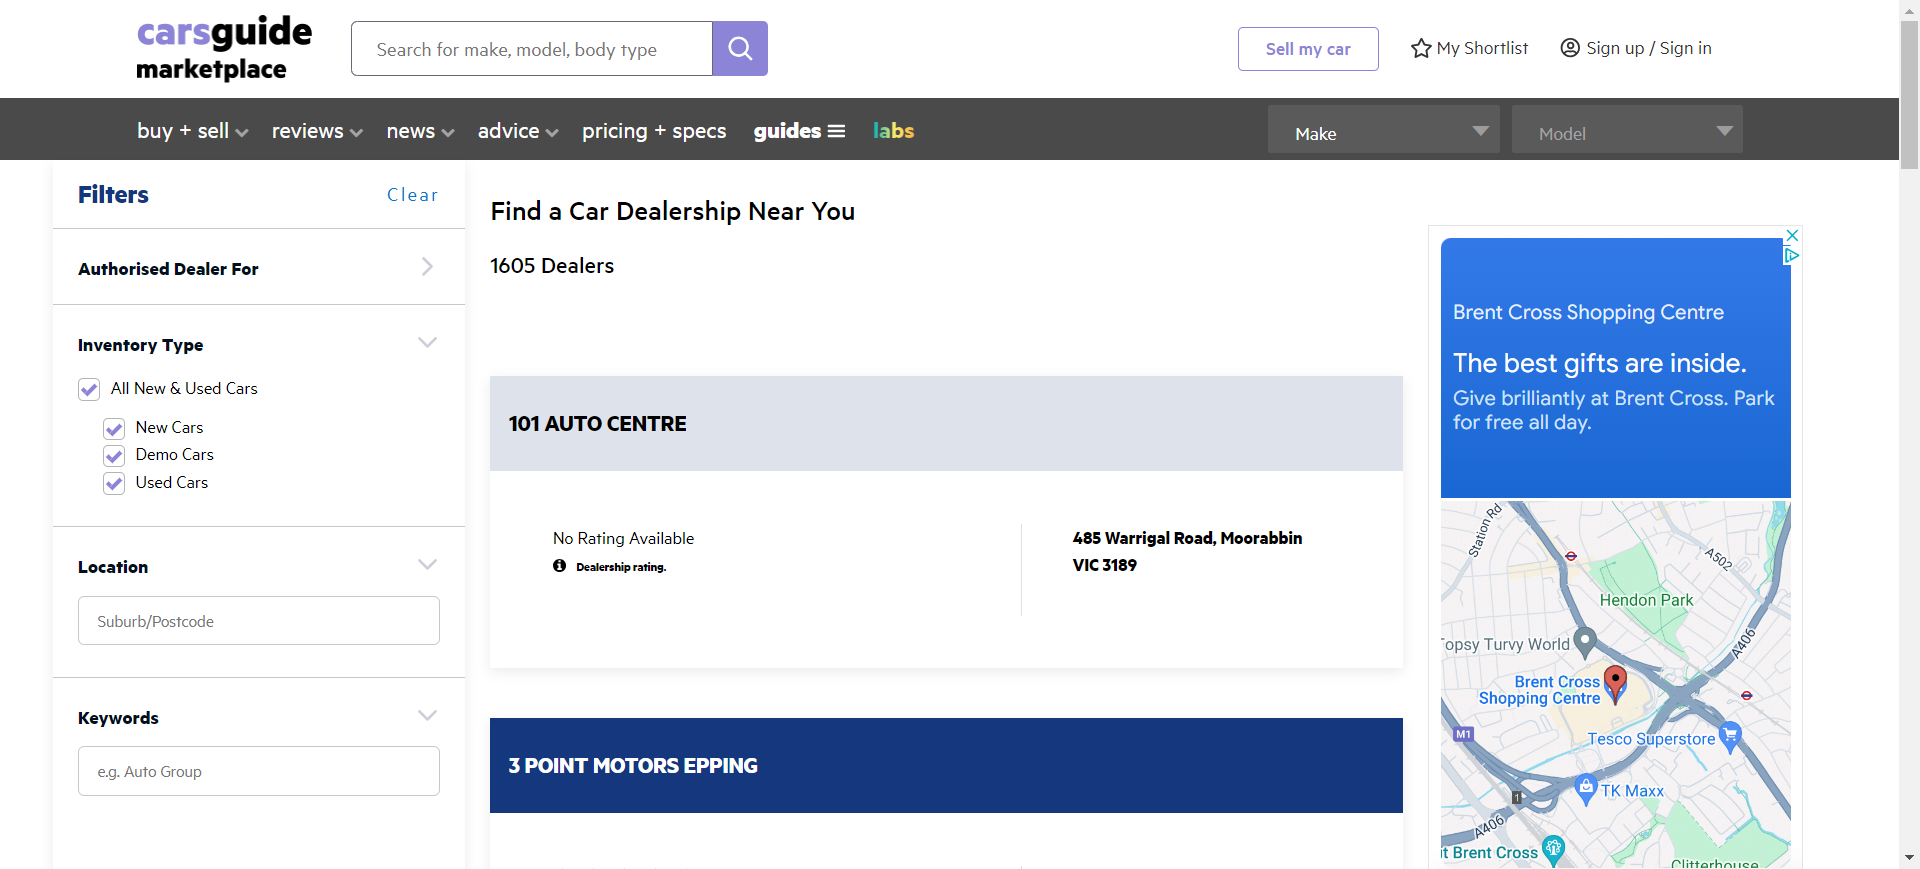 carsguide
marketplace
Search for make, model, body type
Sell my car
My Shortlist
Sign up / Sign in
buy + sell
reviews
news
advice
pricing + specs
guides
labs
Make
Model
Filters
Clear
Authorised Dealer For
Inventory Type
All New & Used Cars
New Cars
Demo Cars
Used Cars
Location
Suburb/Postcode
Keywords
e.g. Auto Group
Find a Car Dealership Near You
1605 Dealers
101 AUTO CENTRE
No Rating Available
Dealership rating.
485 Warrigal Road, Moorabbin
VIC 3189
3 POINT MOTORS EPPING
Brent Cross Shopping Centre
The best gifts are inside.
Give brilliantly at Brent Cross. Park
for free all day.
Station Rd
A502
Hendon Park
Topsy Turvy World
A406
Brent Cross
Shopping Centre
M1
Tesco Superstore
TK Maxx
1
A406
it Brent Cross
Clitterhouse